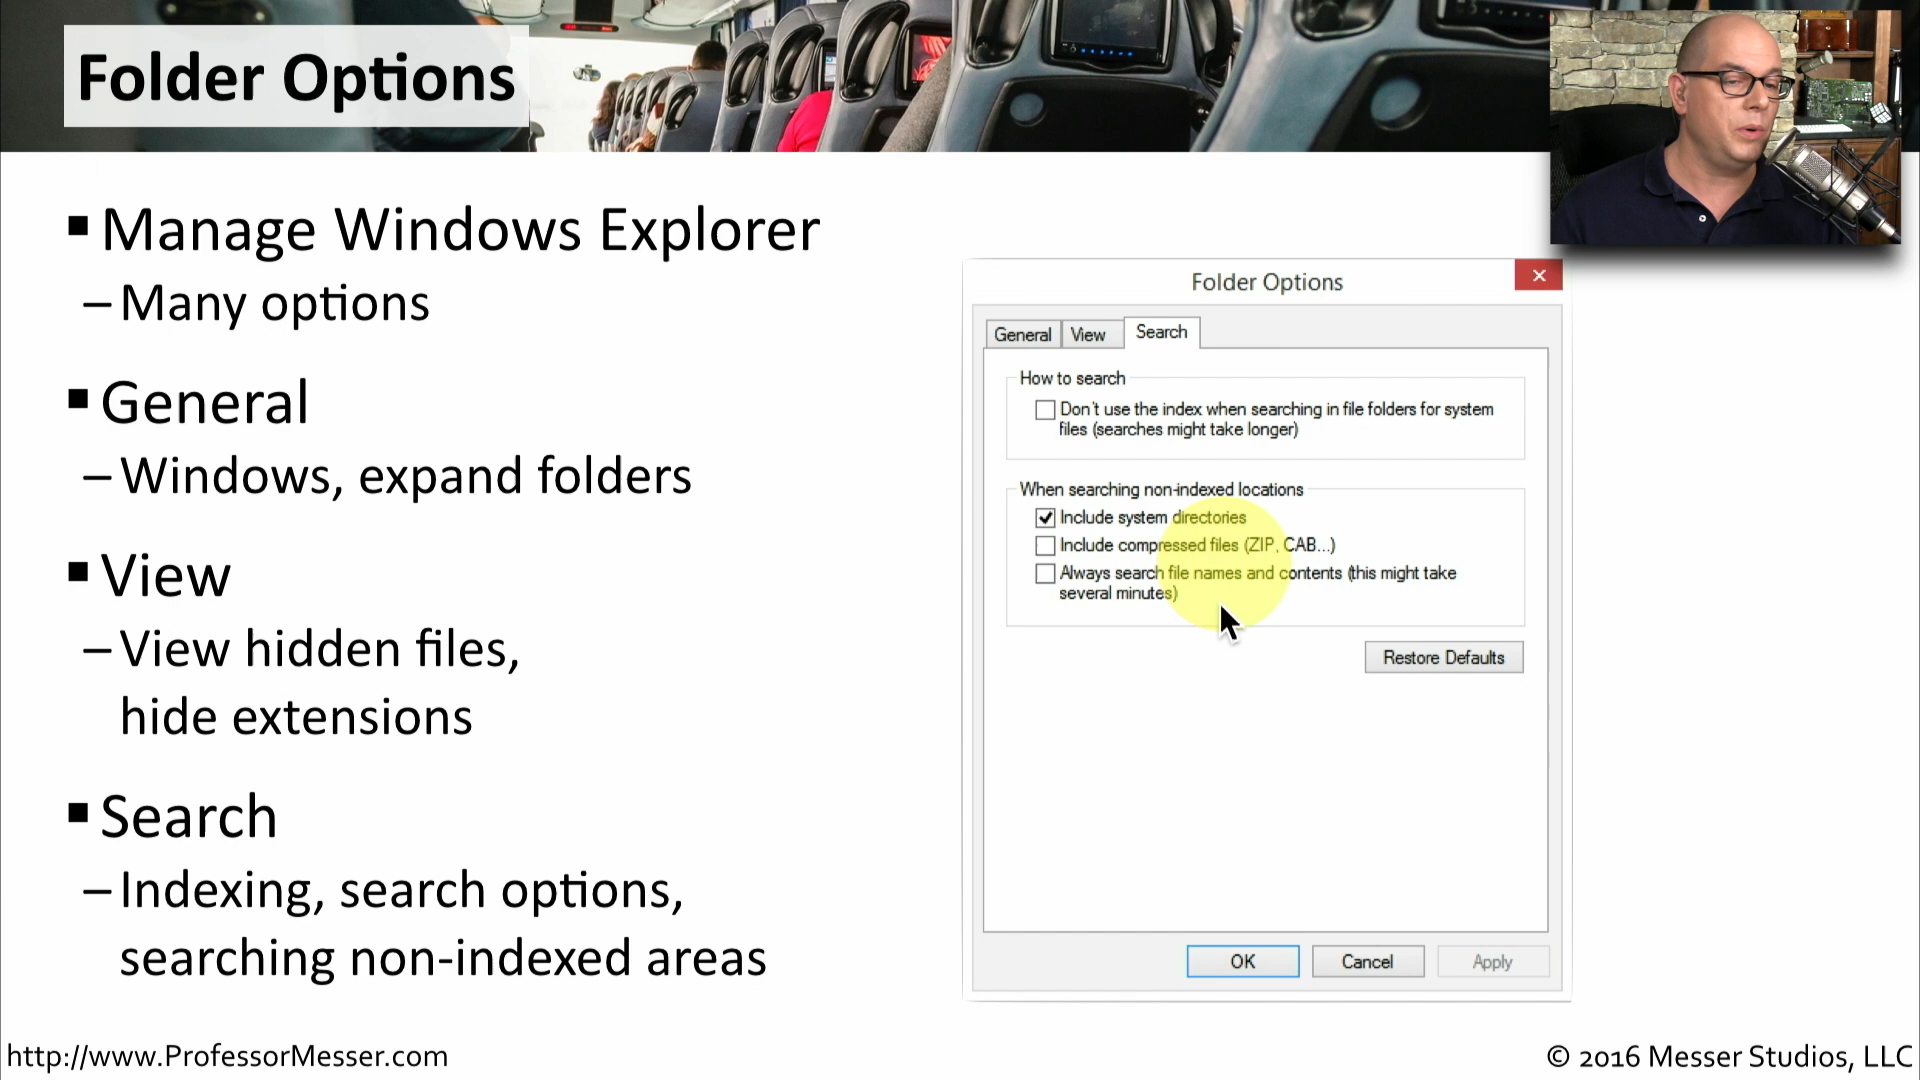 Folder Options
▪ Manage Windows Explorer
– Many options
▪ General
– Windows, expand folders
▪ View
– View hidden files,
hide extensions
▪ Search
– Indexing, search options,
searching non-indexed areas
Folder Options
General View Search
How to search
Don't use the index when searching in file folders for system
files (searches might take longer)
When searching non-indexed locations
Include system directories
Include compressed files (ZIP, CAB...)
Always search file names and contents (this might take
several minutes)
Restore Defaults
OK Cancel Apply
http://www.ProfessorMesser.com
© 2016 Messer Studios, LLC